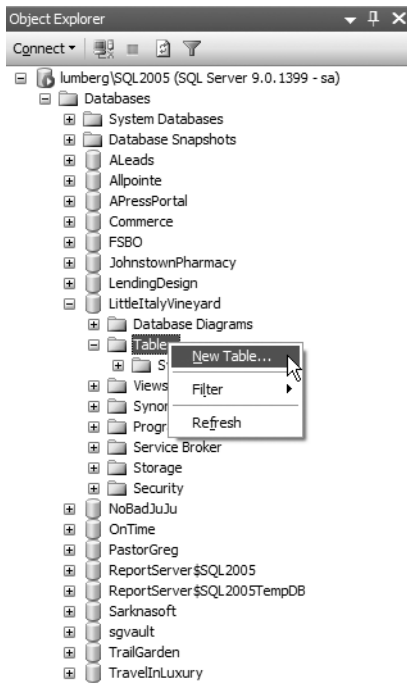 Object Explorer
Connect
lumberg\SQL2005 (SQL Server 9.0.1399 - sa)
Databases
System Databases
Database Snapshots
ALeads
Allpointe
APressPortal
Commerce
FSBO
JohnstownPharmacy
LendingDesign
LittleItalyVineyard
Database Diagrams
Table
New Table...
S
Views
Filter
Synor
Progr
Refresh
Service Broker
Storage
Security
NoBadJuJu
OnTime
PastorGreg
ReportServer$SQL2005
ReportServer$SQL2005TempDB
Sarknasoft
sgvault
TrailGarden
TravelInLuxury